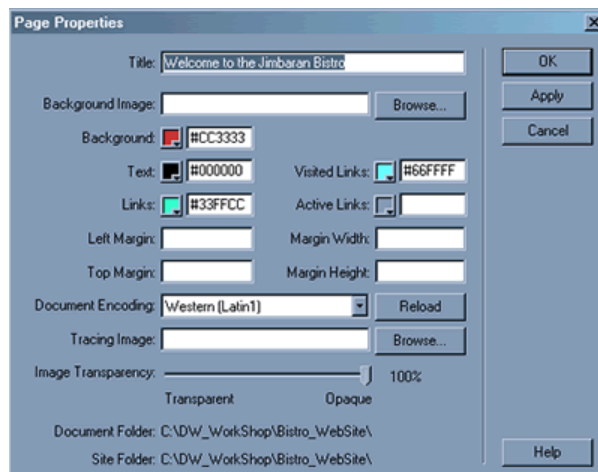 Page Properties
Title: Welcome to the Jimbaran Bistro
OK
Background Image: Browse...
Apply
Background: #CC3333
Cancel
Text: #000000 Visited Links: #66FFFF
Links: #33FFCC Active Links:
Left Margin: Margin Width:
Top Margin: Margin Height:
Document Encoding: Western (Latin1) Reload
Tracing Image: Browse...
Image Transparency: 100%
Transparent Opaque
Document Folder: C:\DW_WorkShop\Bistro_WebSite\
Site Folder: C:\DW_WorkShop\Bistro_WebSite\
Help